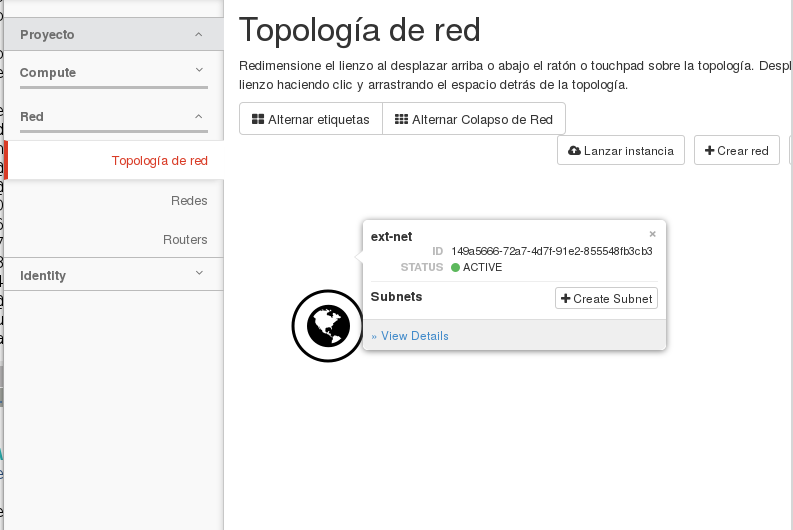 Proyecto
Compute
Red
Topología de red
Redes
Routers
Identity
Topología de red
Redimensione el lienzo al desplazar arriba o abajo el ratón o touchpad sobre la topología. Despl
lienzo haciendo clic y arrastrando el espacio detrás de la topología.
Alternar etiquetas Alternar Colapso de Red
Lanzar instancia Crear red
ext-net ×
ID 149a5666-72a7-4d7f-91e2-855548fb3cb3
STATUS ACTIVE
Subnets Create Subnet
» View Details